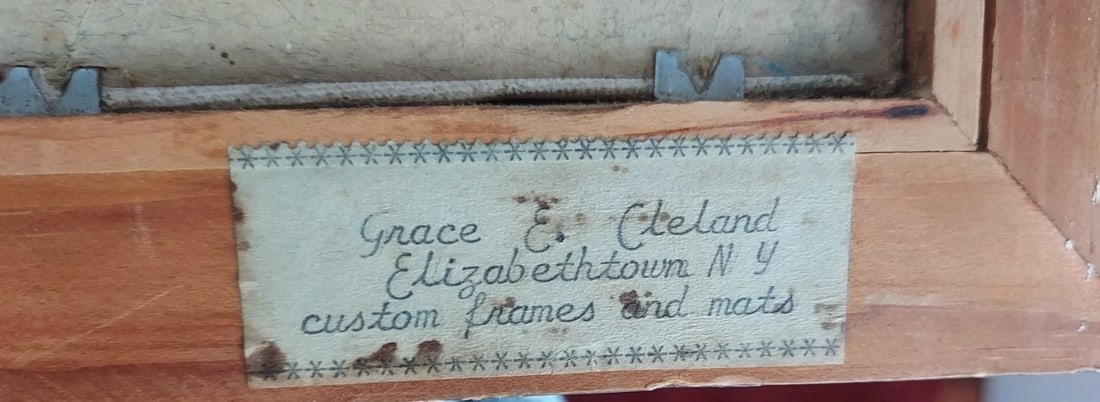 Grace E. Cleland
Elizabethtown N Y
custom frames and mats